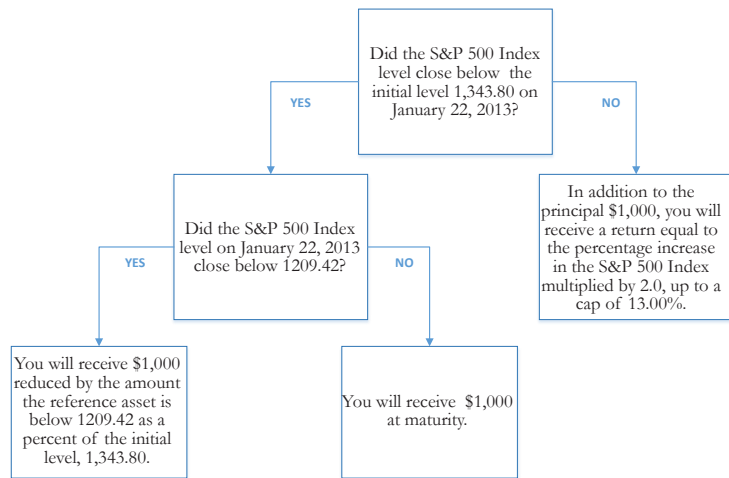 Did the S&P 500 Index
level close below the
initial level 1,343.80 on
January 22, 2013?
YES
NO
Did the S&P 500 Index
level on January 22, 2013
close below 1209.42?
In addition to the
principal $1,000, you will
receive a return equal to
the percentage increase
in the S&P 500 Index
multiplied by 2.0, up to a
cap of 13.00%.
YES
NO
You will receive $1,000
reduced by the amount
the reference asset is
below 1209.42 as a
percent of the initial
level, 1,343.80.
You will receive $1,000
at maturity.